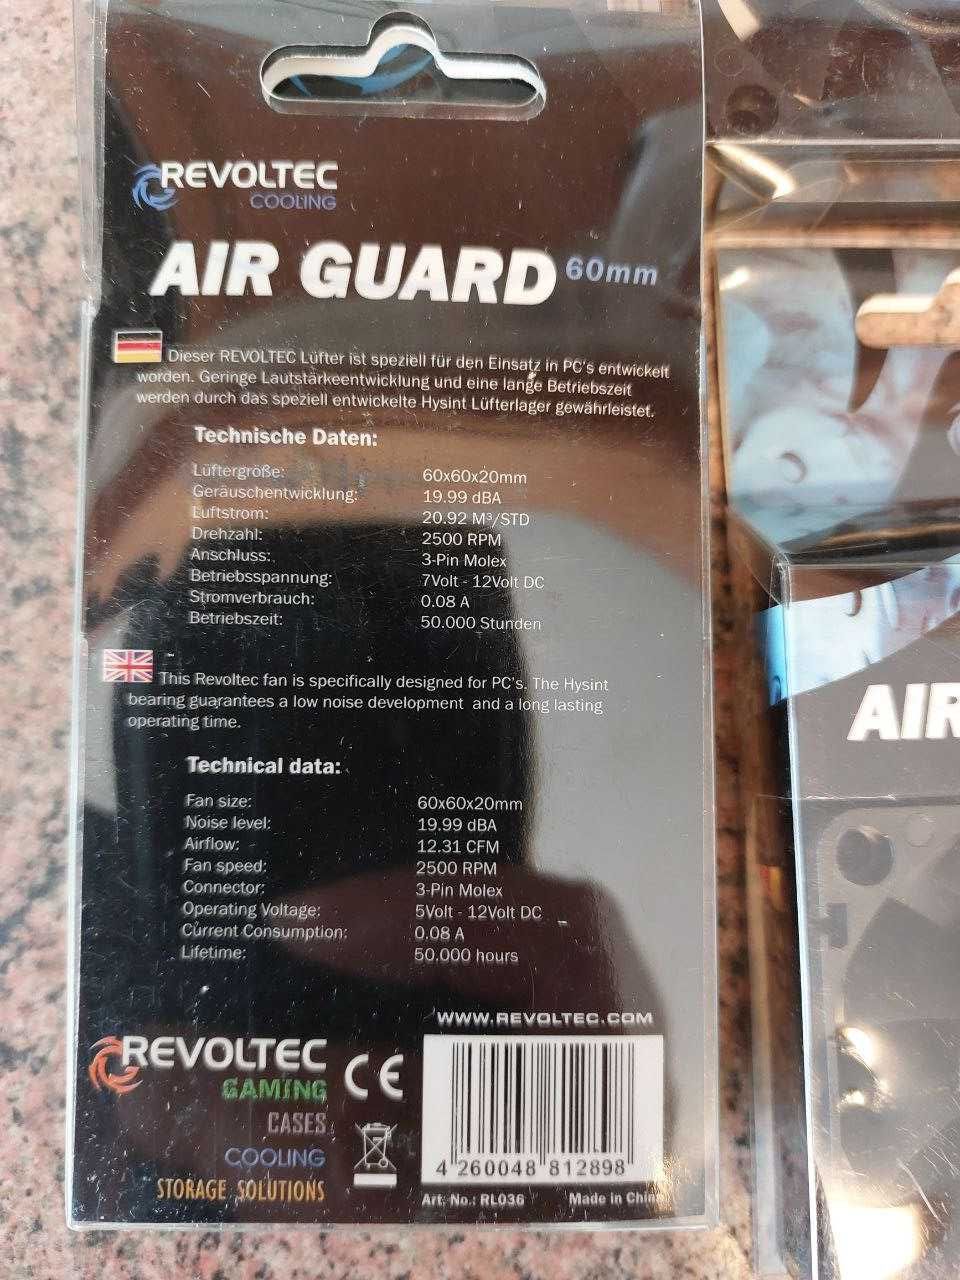 REVOLTEC
COOLING
AIR GUARD 60mm
Dieser REVOLTEC Lüfter ist speziell für den Einsatz in PC's entwickelt
worden. Geringe Lautstärkeentwicklung und eine lange Betriebszeit
werden durch das speziell entwickelte Hysint Lüfterlager gewährleistet.
Technische Daten:
Lüftergröße: 60x60x20mm
Geräuschentwicklung: 19.99 dBA
Luftstrom: 20.92 M³/STD
Drehzahl: 2500 RPM
Anschluss: 3-Pin Molex
Betriebsspannung: 7Volt - 12Volt DC
Stromverbrauch: 0.08 A
Betriebszeit: 50.000 Stunden
This Revoltec fan is specifically designed for PC's. The Hysint
bearing guarantees a low noise development and a long lasting
operating time.
Technical data:
Fan size: 60x60x20mm
Noise level: 19.99 dBA
Airflow: 12.31 CFM
Fan speed: 2500 RPM
Connector: 3-Pin Molex
Operating Voltage: 5Volt - 12Volt DC
Current Consumption: 0.08 A
Lifetime: 50.000 hours
WWW.REVOLTEC.COM
REVOLTEC
GAMING
CASES
COOLING
STORAGE SOLUTIONS
CE
4 260048 812898
Art. No.: RL036 Made in China
AIR